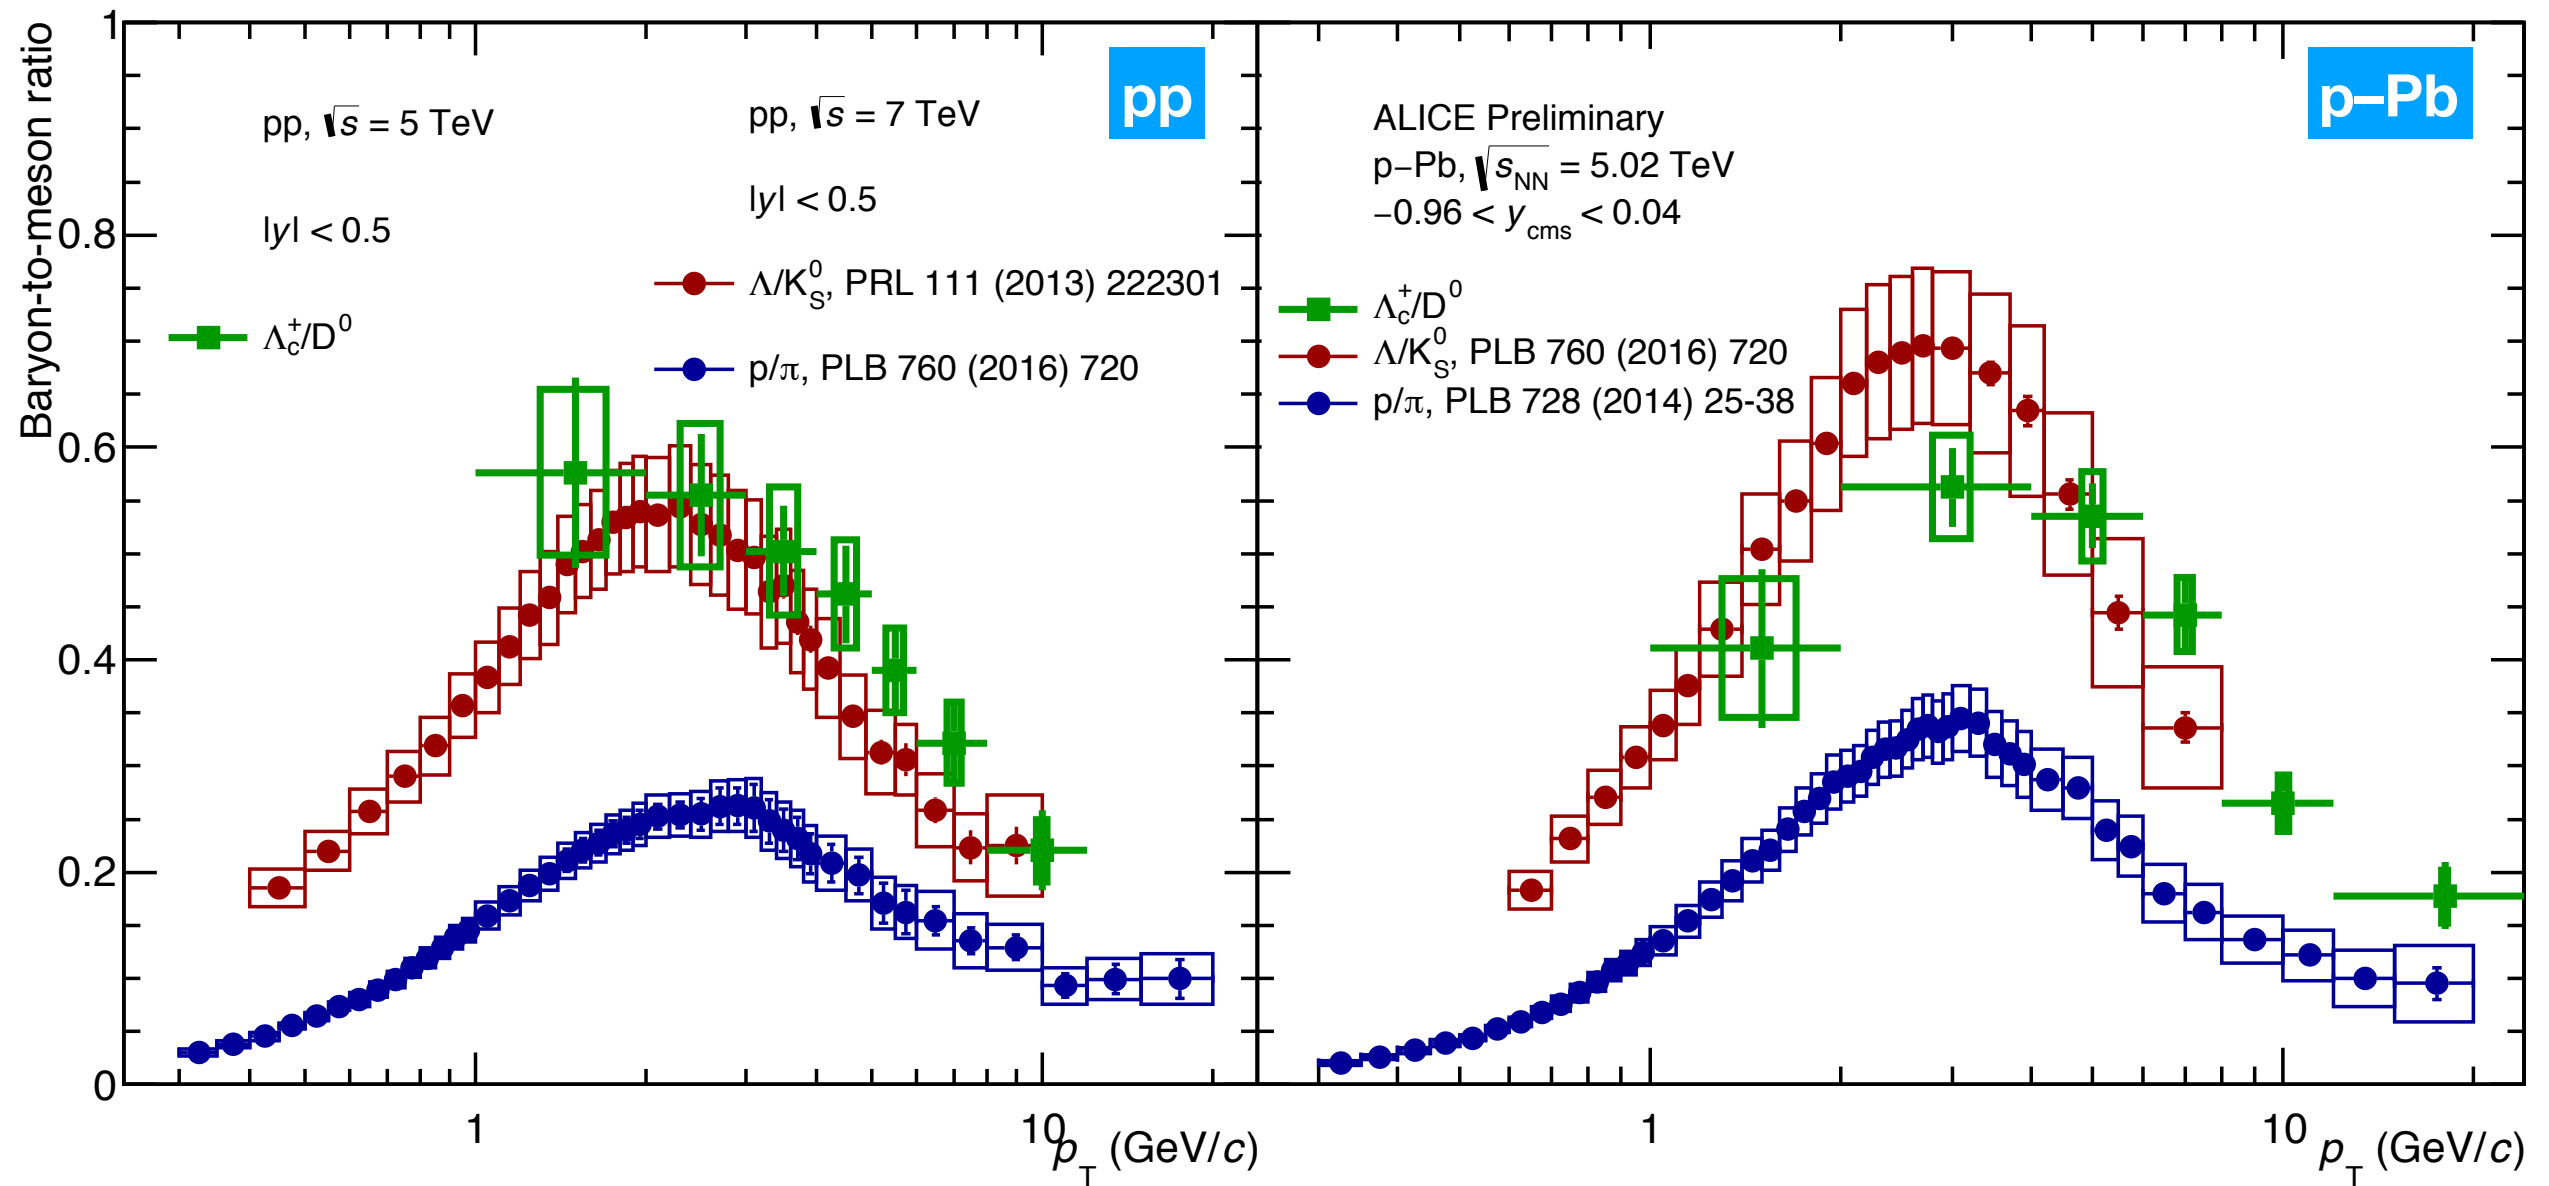 Baryon-to-meson ratio
1
0.8
0.6
0.4
0.2
0
pp
pp, √s = 5 TeV
|y| < 0.5
Λc+/D0
pp, √s = 7 TeV
|y| < 0.5
Λ/K0S, PRL 111 (2013) 222301
p/π, PLB 760 (2016) 720
1
10
pT (GeV/c)
p–Pb
ALICE Preliminary
p–Pb, √sNN = 5.02 TeV
−0.96 < ycms < 0.04
Λc+/D0
Λ/K0S, PLB 760 (2016) 720
p/π, PLB 728 (2014) 25-38
1
10
pT (GeV/c)